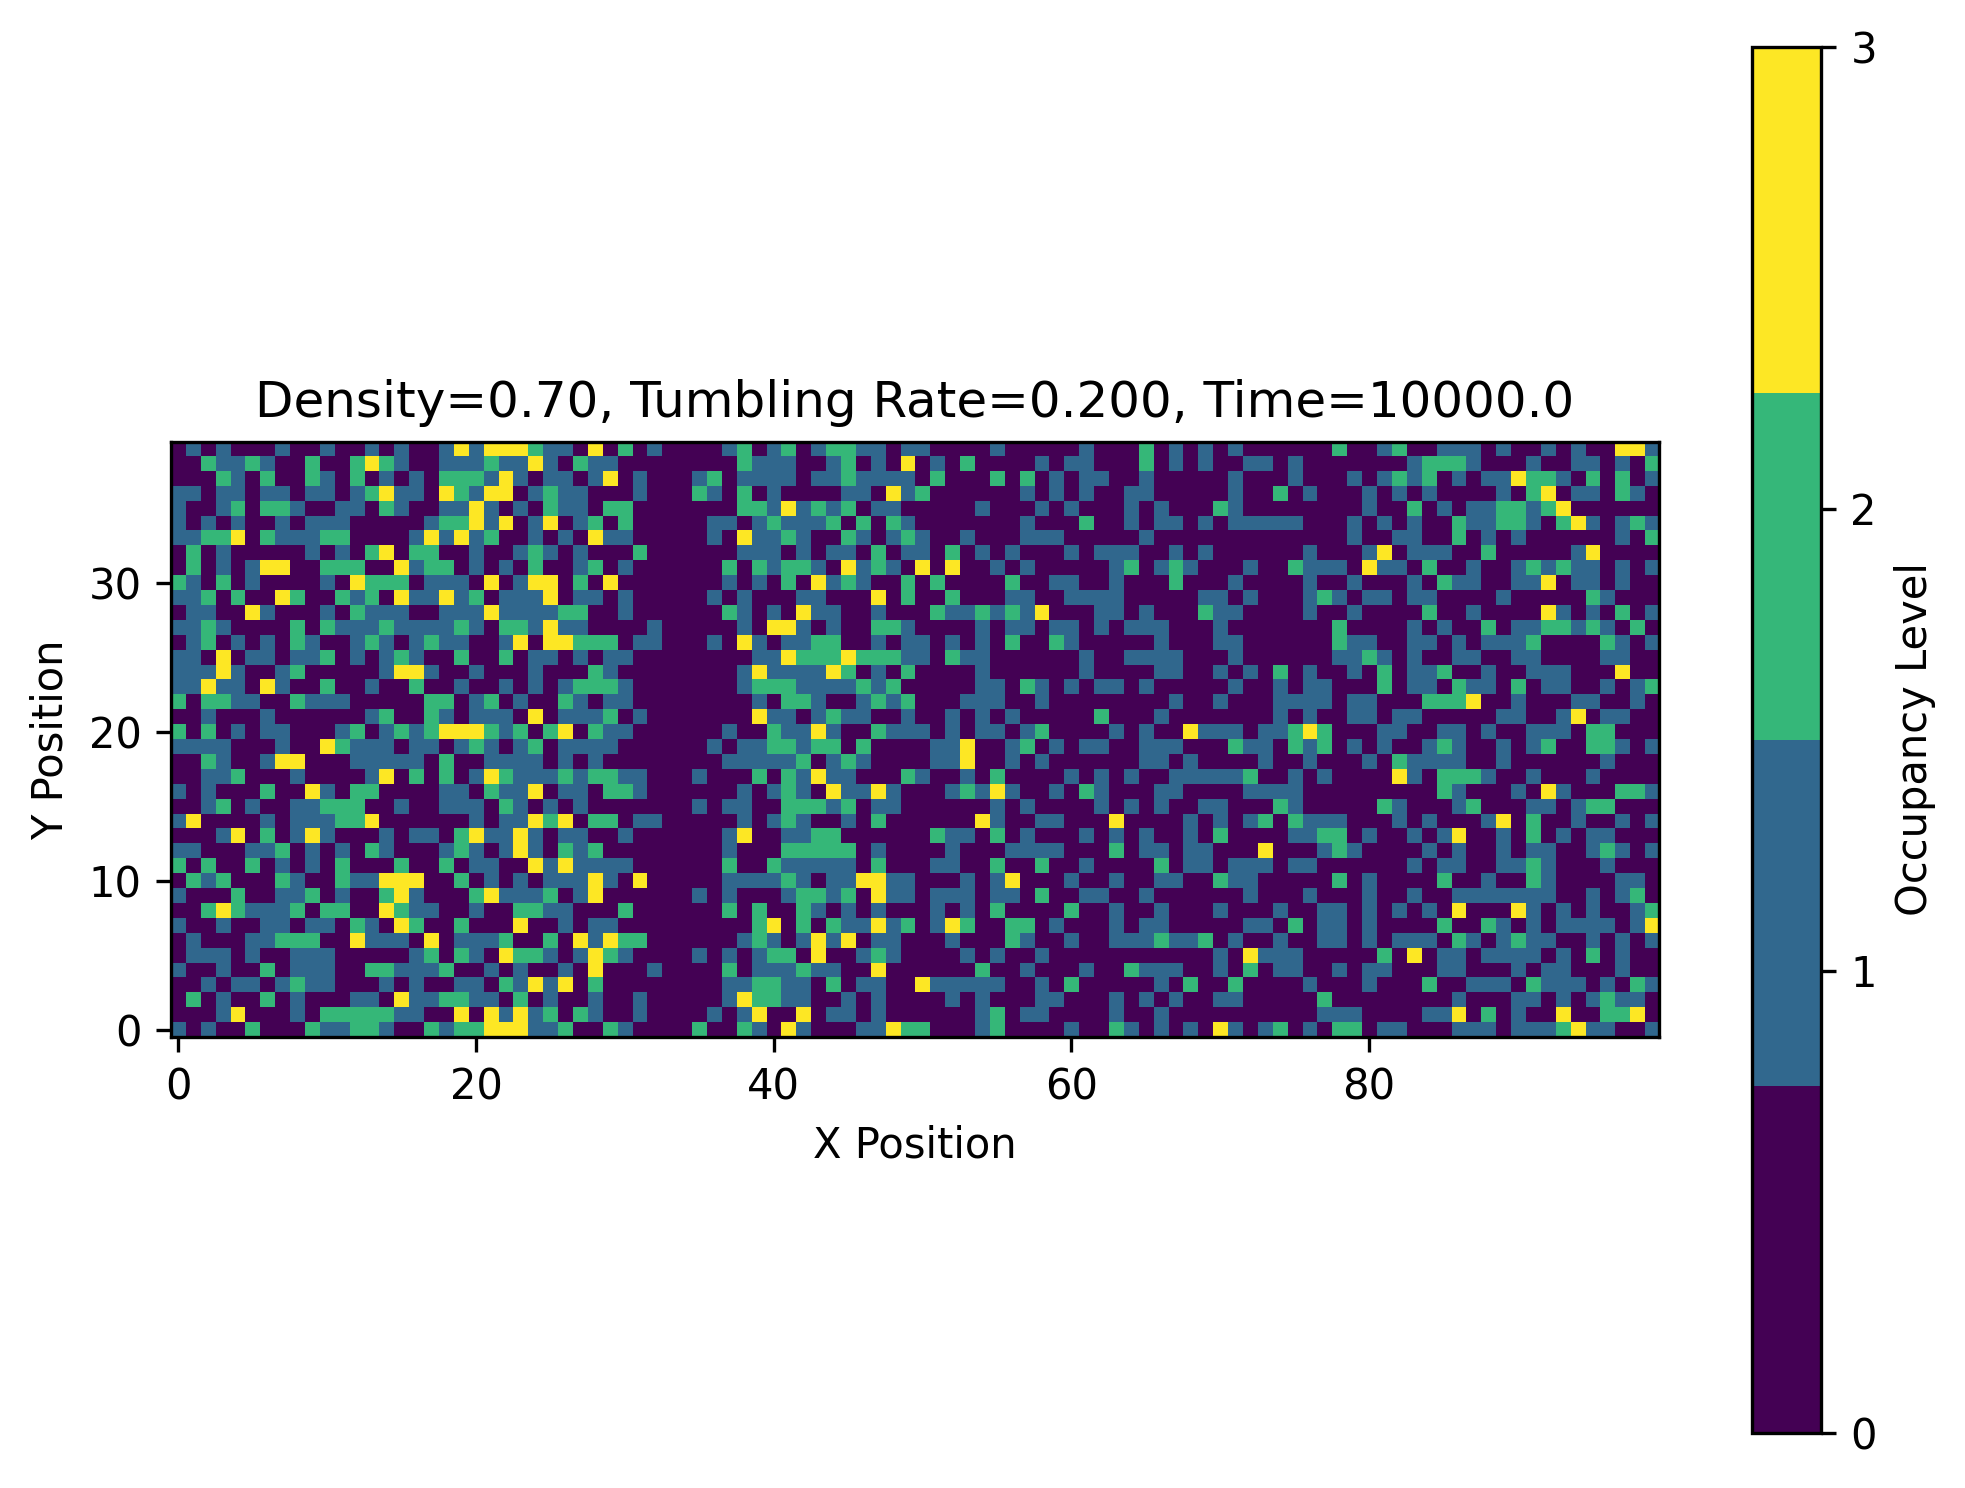 Density=0.70, Tumbling Rate=0.200, Time=10000.0
Y Position
30
20
10
0
0 20 40 60 80
X Position
3
2
1
0
Occupancy Level